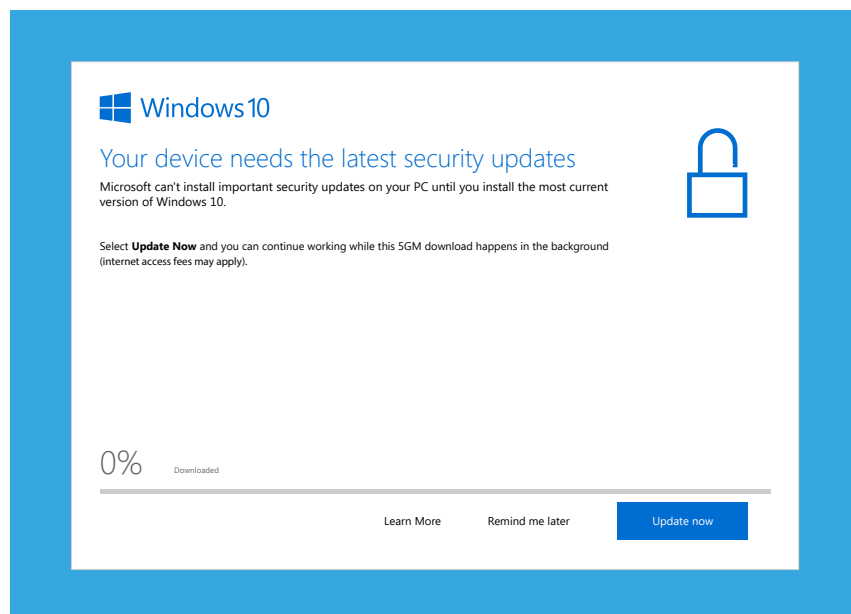 Windows 10
Your device needs the latest security updates
Microsoft can't install important security updates on your PC until you install the most current
version of Windows 10.
Select Update Now and you can continue working while this 5GM download happens in the background
(internet access fees may apply).
0% Downloaded
Learn More Remind me later Update now